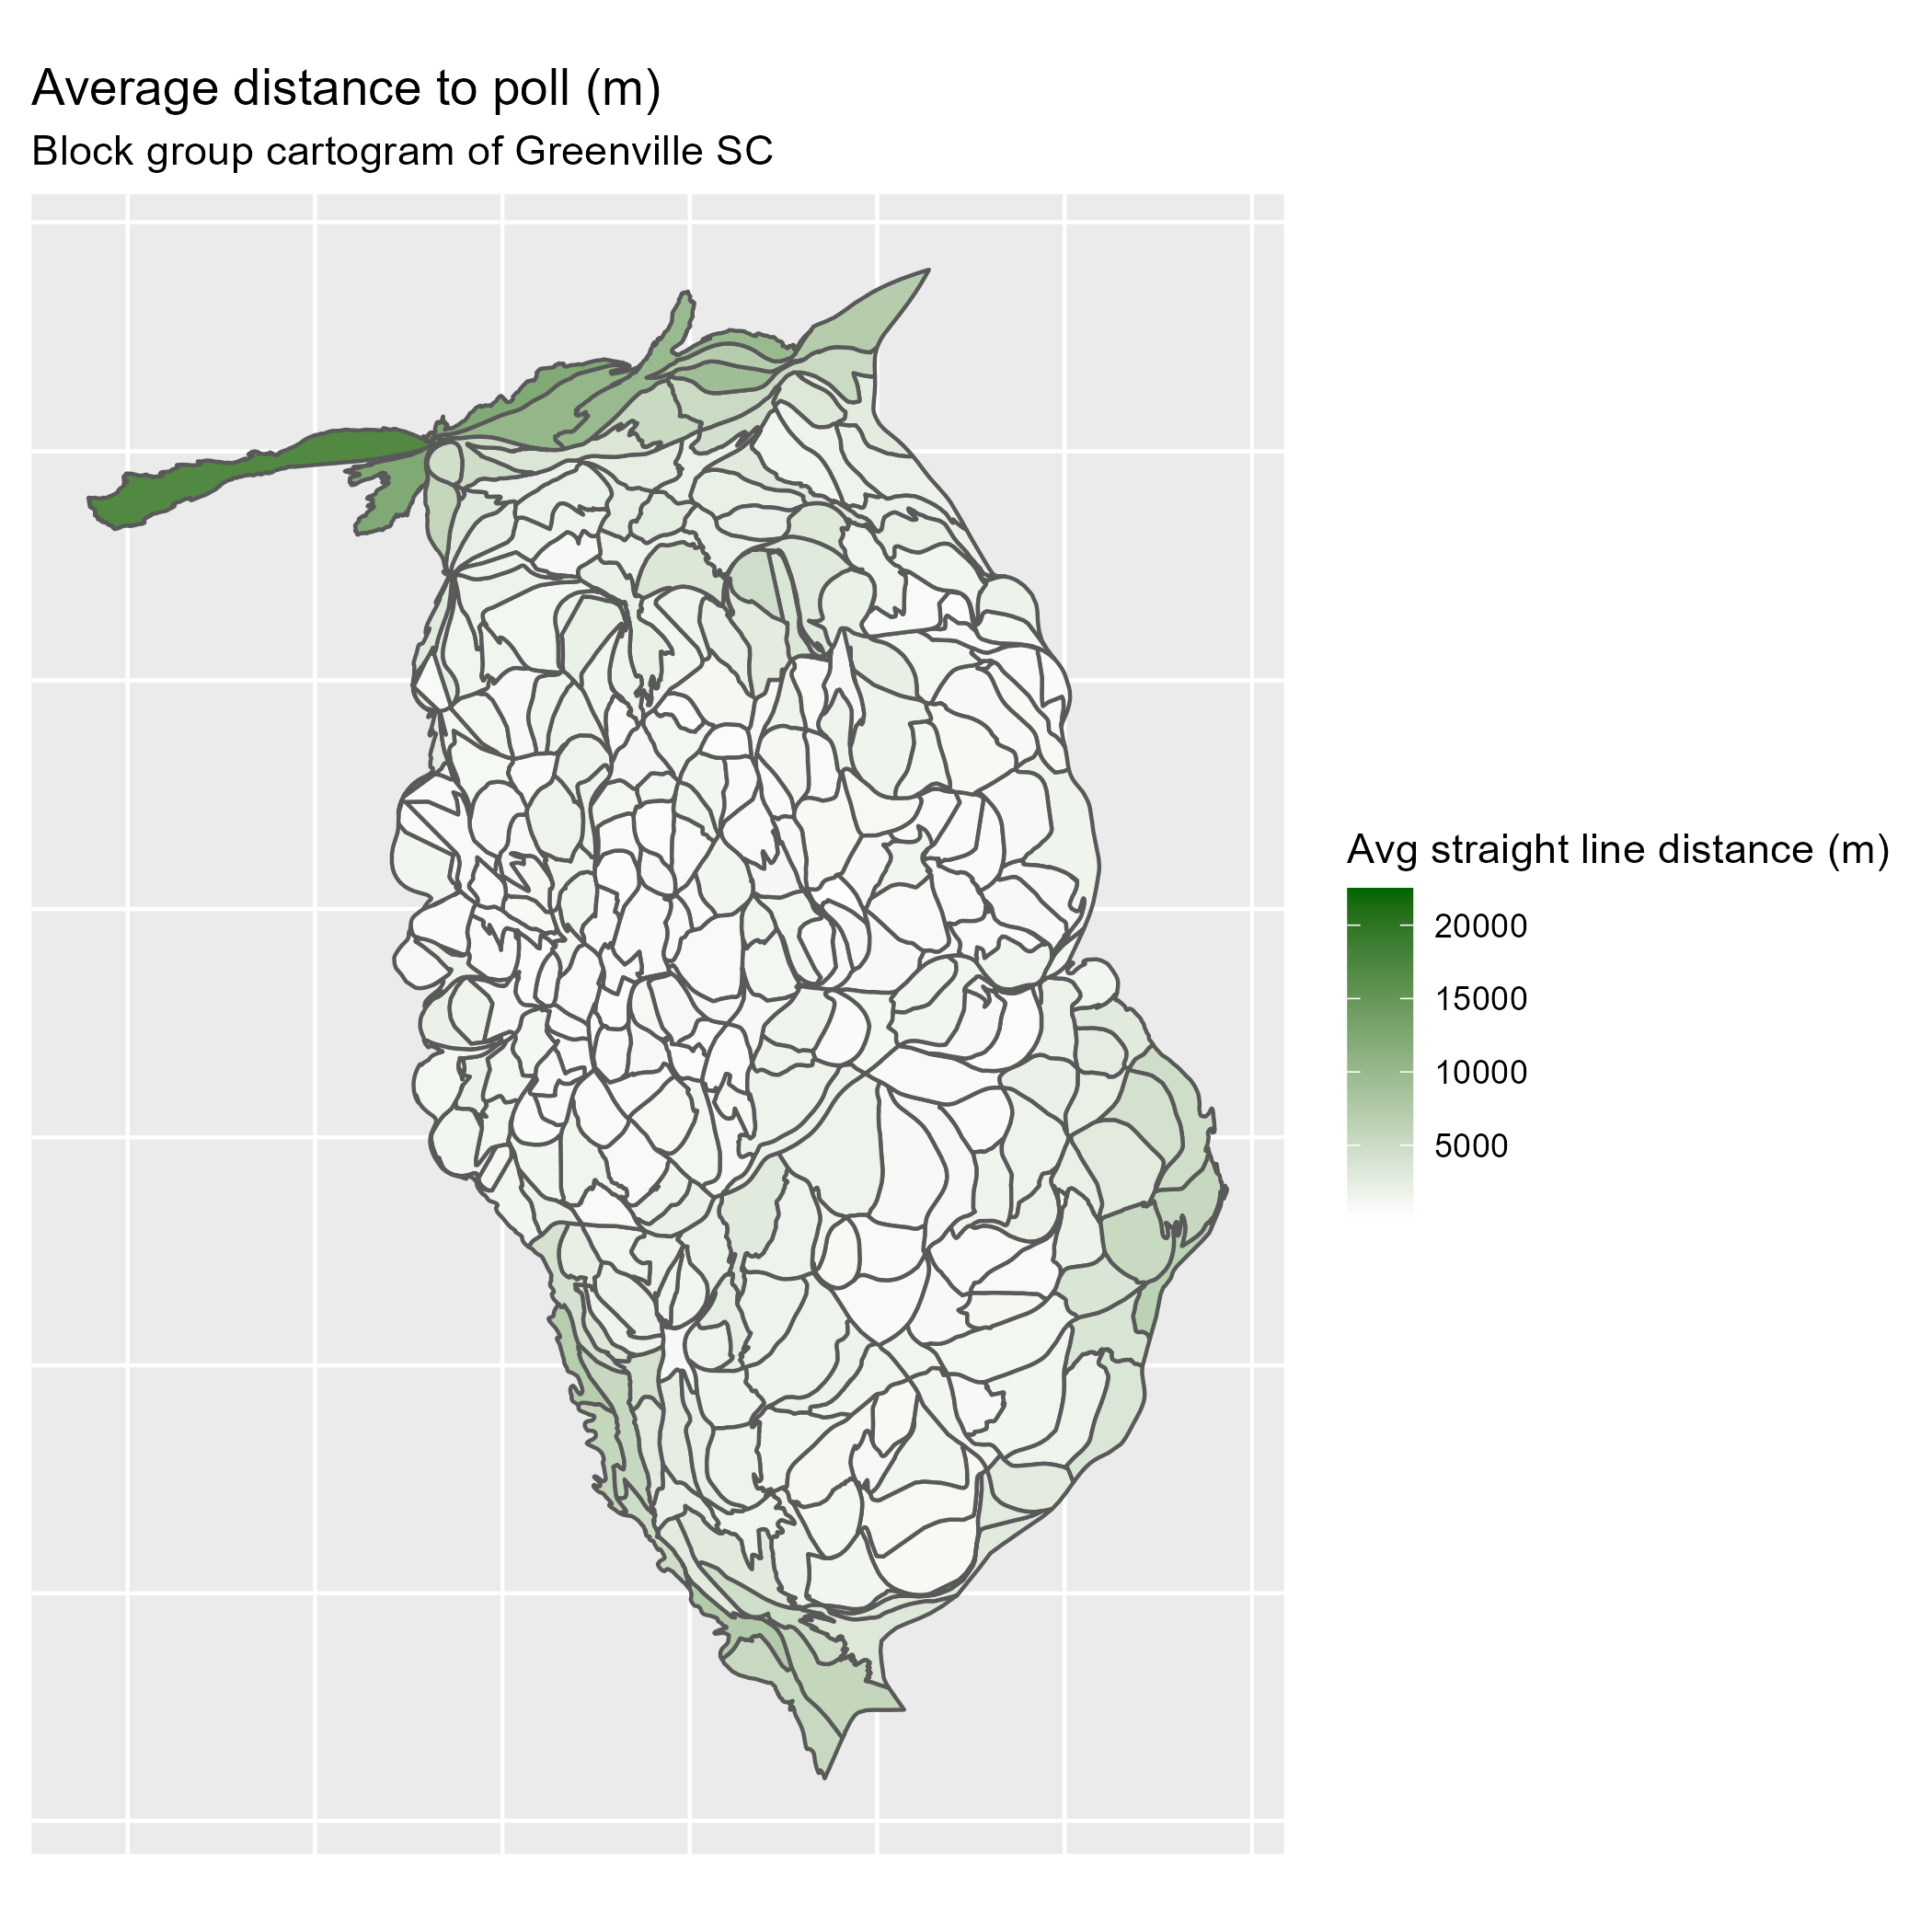 Average distance to poll (m)
Block group cartogram of Greenville SC
Avg straight line distance (m)
20000
15000
10000
5000